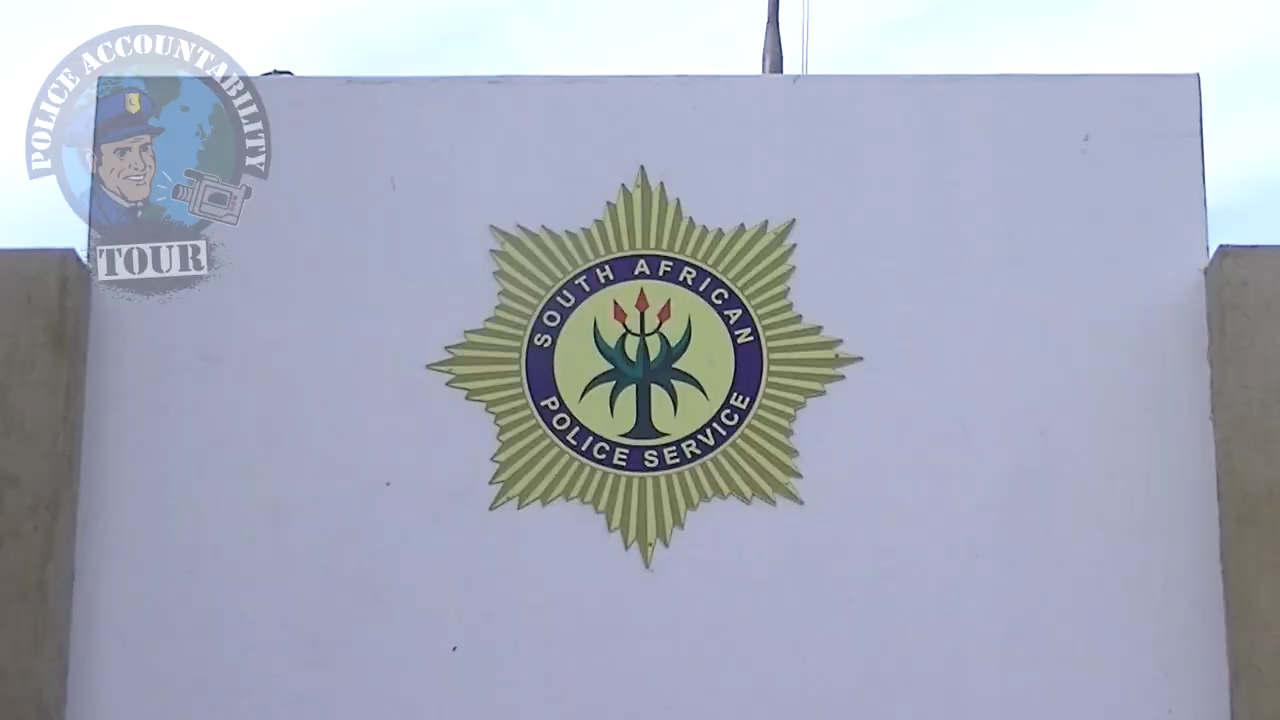 POLICE ACCOUNTABILITY
TOUR
SOUTH AFRICAN
POLICE SERVICE